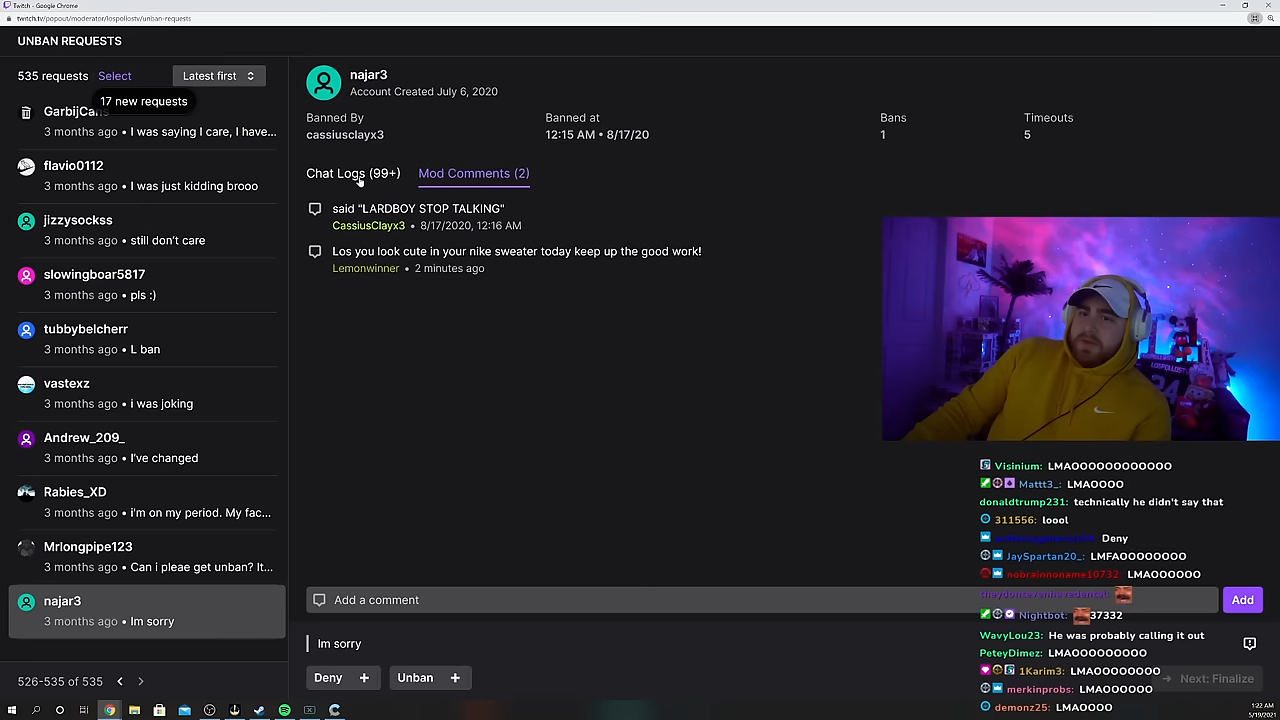 Twitch - Google Chrome
twitch.tv/popout/moderator/lospollostv/unban-requests
UNBAN REQUESTS
535 requests Select Latest first
17 new requests
3 months ago • I was saying I care, I have...
flavio0112
3 months ago • I was just kidding brooo
jizzysockss
3 months ago • still don't care
slowingboar5817
3 months ago • pls :)
tubbybelcherr
3 months ago • L ban
vastexz
3 months ago • i was joking
Andrew_209_
3 months ago • I've changed
Rabies_XD
3 months ago • i'm on my period. My fac...
Mrlongpipe123
3 months ago • Can i pleae get unban? It...
najar3
3 months ago • Im sorry
526-535 of 535
najar3
Account Created July 6, 2020
Banned By Banned at Bans Timeouts
cassiusclayx3 12:15 AM • 8/17/20 1 5
Chat Logs (99+) Mod Comments (2)
said "LARDBOY STOP TALKING"
CassiusClayx3 • 8/17/2020, 12:16 AM
Los you look cute in your nike sweater today keep up the good work!
Lemonwinner • 2 minutes ago
Visinium: LMAOOOOOOOOOOOO
Mattt3_: LMAOOOO
donaldtrump231: technically he didn't say that
311556: loool
Deny
JaySpartan20_: LMFAOOOOOOOO
nobrainnoname10732 LMAOOOOOO
Add a comment
Add
Nightbot: 37332
WavyLou23: He was probably calling it out
PeteyDimez: LMAOOOOOOOOO
1Karim3: LMAOOOOOOOO
merkinprobs: LMAOOOOOOO
demonz25: LMAOOOO
Im sorry
Deny + Unban +
Next: Finalize
1:22 AM
5/19/2021